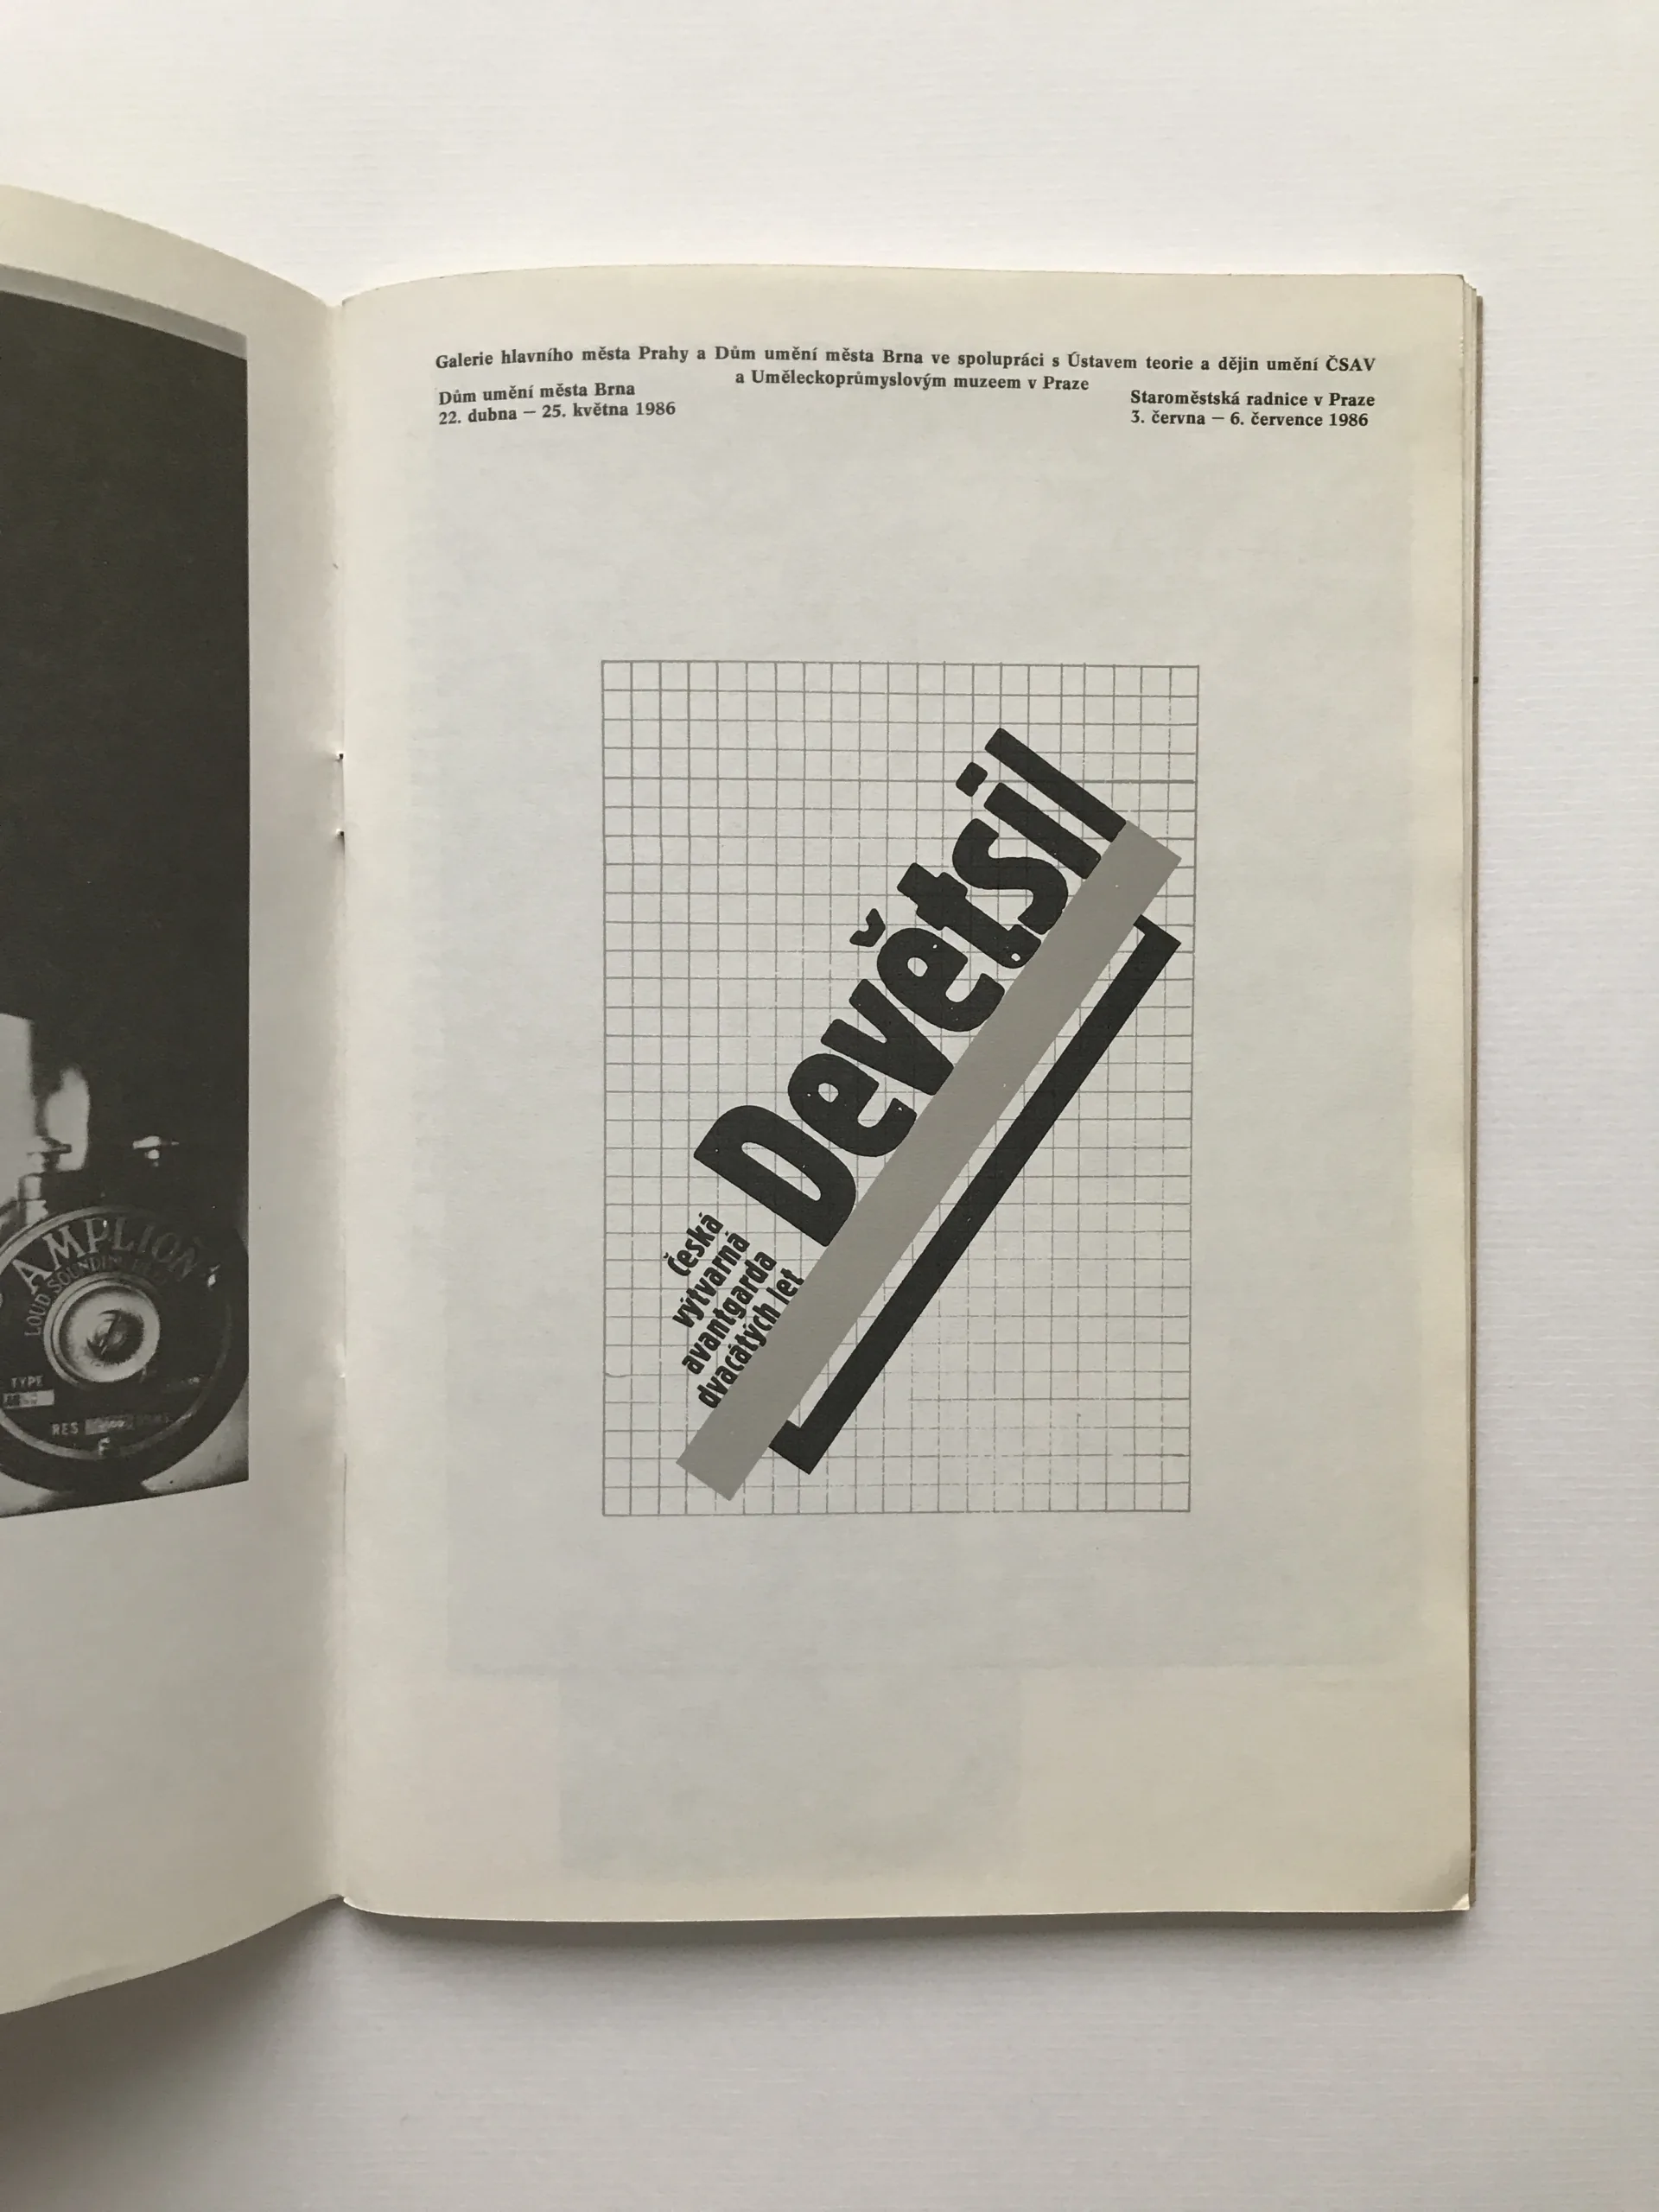 AMPLION
LOUD
TYPE
RES
Galerie hlavního města Prahy a Dům umění města Brna ve spolupráci s Ústavem teorie a dějin umění ČSAV
a Uměleckoprůmyslovým muzeem v Praze
Dům umění města Brna
22. dubna — 25. května 1986
Staroměstská radnice v Praze
3. června — 6. července 1986
Devětsil
Česká
výtvarná
avantgarda
dvacátých let